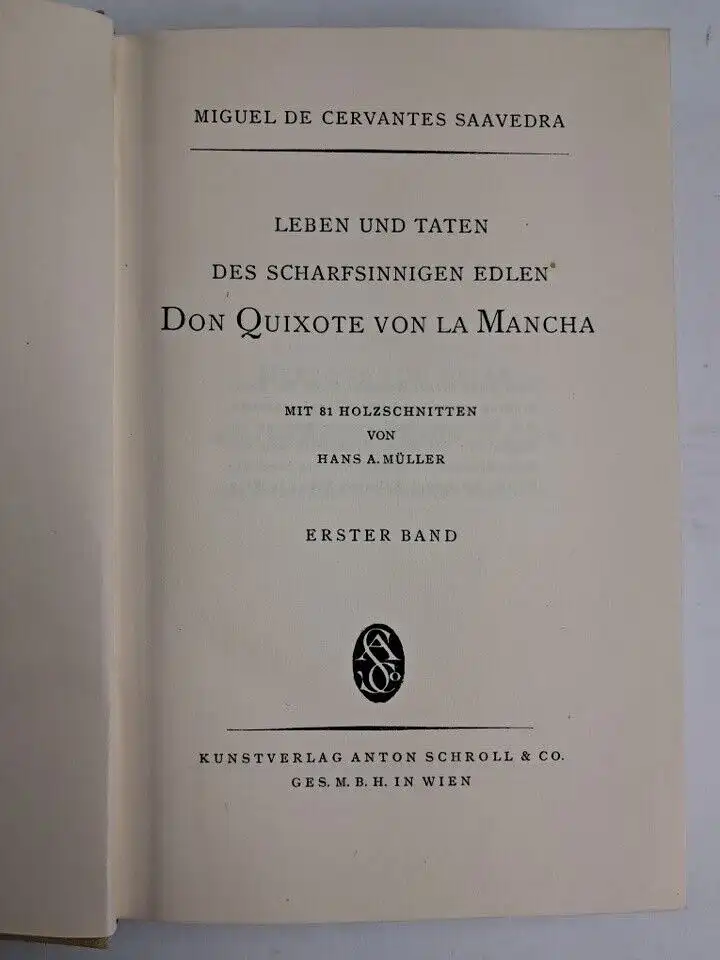 MIGUEL DE CERVANTES SAAVEDRA
LEBEN UND TATEN
DES SCHARFSINNIGEN EDLEN
DON QUIXOTE VON LA MANCHA
MIT 81 HOLZSCHNITTEN
VON
HANS A. MÜLLER
ERSTER BAND
KUNSTVERLAG ANTON SCHROLL & CO.
GES. M. B. H. IN WIEN